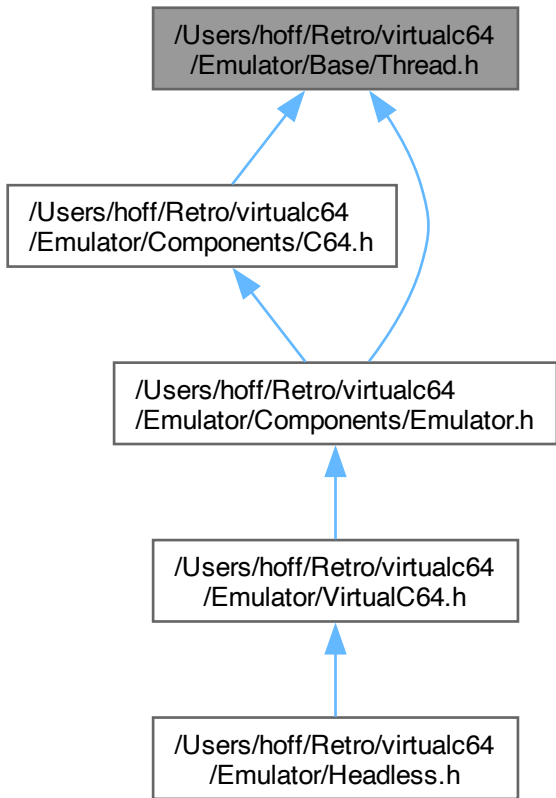 /Users/hoff/Retro/virtualc64
/Emulator/Base/Thread.h
/Users/hoff/Retro/virtualc64
/Emulator/Components/C64.h
/Users/hoff/Retro/virtualc64
/Emulator/Components/Emulator.h
/Users/hoff/Retro/virtualc64
/Emulator/VirtualC64.h
/Users/hoff/Retro/virtualc64
/Emulator/Headless.h